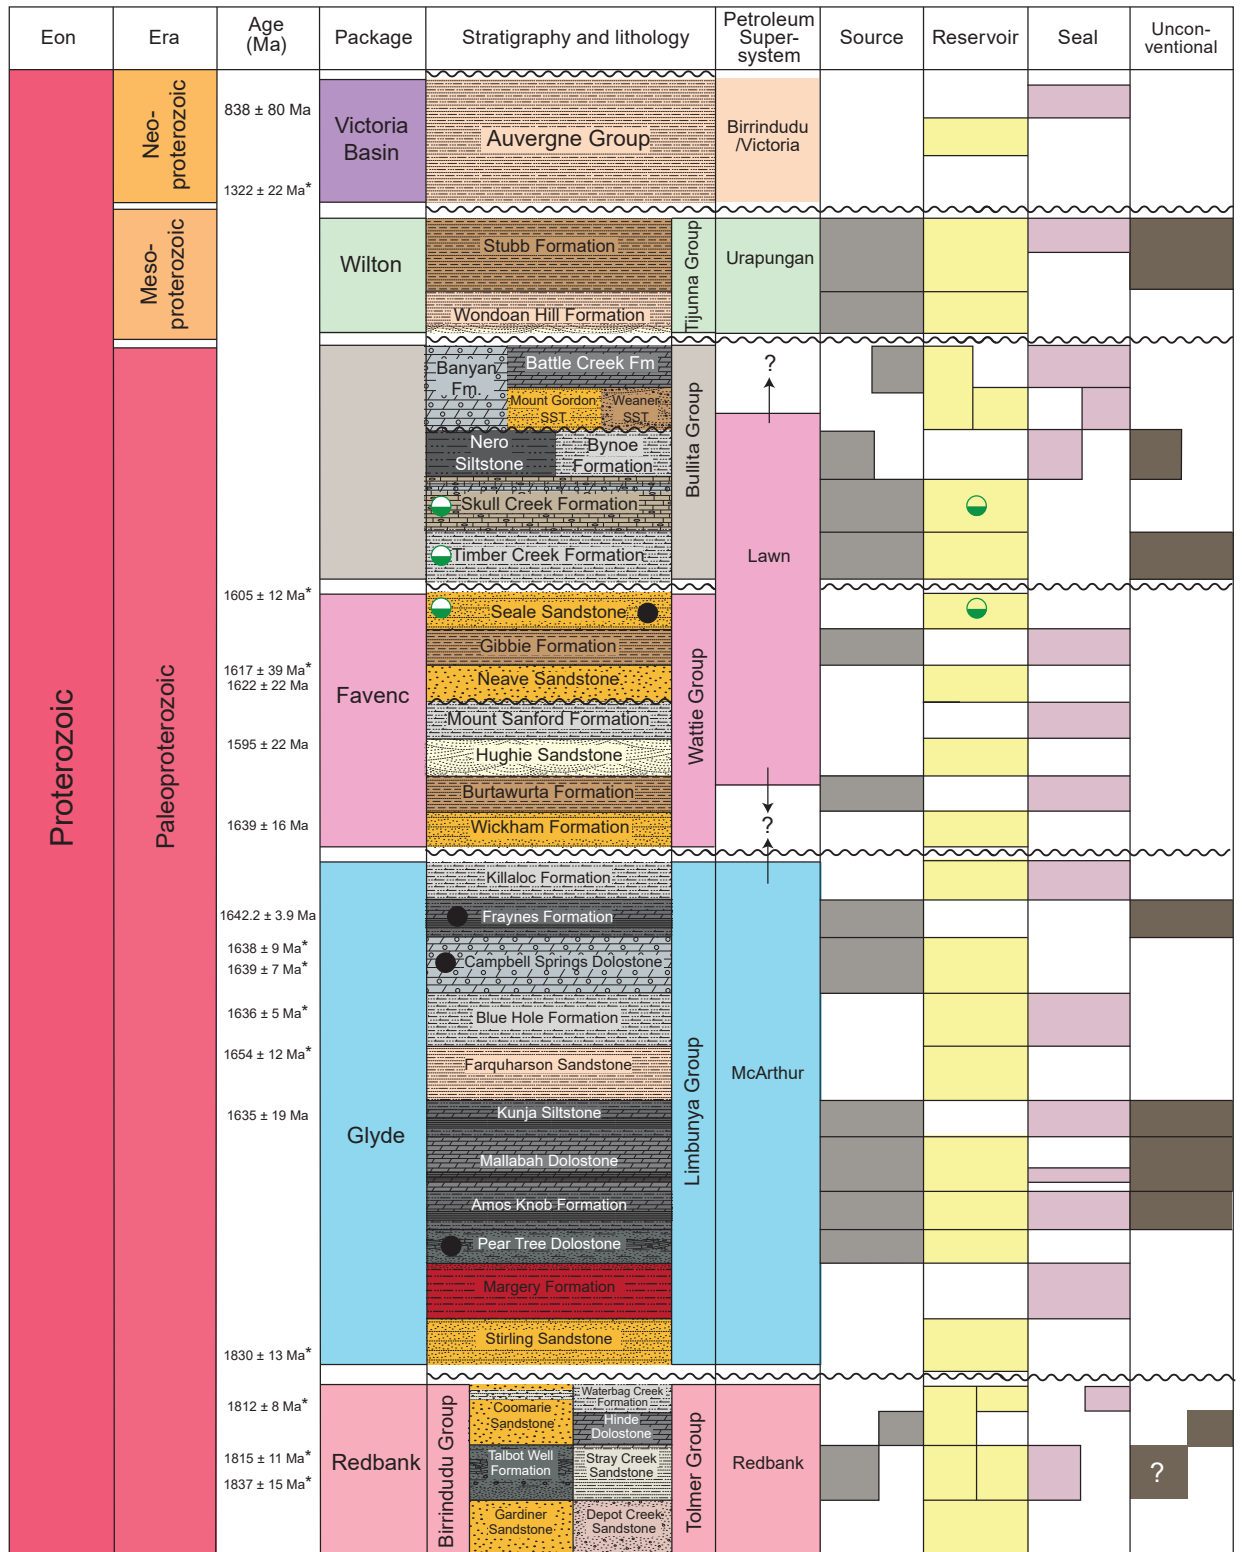 Eon
Era
Age
(Ma)
Package
Stratigraphy and lithology
Petroleum
Super-
system
Source
Reservoir
Seal
Uncon-
ventional
Proterozoic
Neo-
proterozoic
Meso-
proterozoic
Paleoproterozoic
838 ± 80 Ma
1322 ± 22 Ma*
1605 ± 12 Ma*
1617 ± 39 Ma*
1622 ± 22 Ma
1595 ± 22 Ma
1639 ± 16 Ma
1642.2 ± 3.9 Ma
1638 ± 9 Ma*
1639 ± 7 Ma*
1636 ± 5 Ma*
1654 ± 12 Ma*
1635 ± 19 Ma
1830 ± 13 Ma*
1812 ± 8 Ma*
1815 ± 11 Ma*
1837 ± 15 Ma*
Victoria
Basin
Wilton
Favenc
Glyde
Redbank
Auvergne Group
Stubb Formation
Wondoan Hill Formation
Tijunna Group
Banyan
Fm.
Battle Creek Fm
Mount Gordon
SST
Weaner
SST
Nero
Siltstone
Bynoe
Formation
Skull Creek Formation
Timber Creek Formation
Bullita Group
Seale Sandstone
Gibbie Formation
Neave Sandstone
Mount Sanford Formation
Hughie Sandstone
Burtawurta Formation
Wickham Formation
Wattie Group
Killaloc Formation
Fraynes Formation
Campbell Springs Dolostone
Blue Hole Formation
Farquharson Sandstone
Kunja Siltstone
Mallabah Dolostone
Amos Knob Formation
Pear Tree Dolostone
Margery Formation
Stirling Sandstone
Limbunya Group
Birrindudu Group
Coomarie
Sandstone
Waterbag Creek
Formation
Hinde
Dolostone
Talbot Well
Formation
Stray Creek
Sandstone
Gardiner
Sandstone
Depot Creek
Sandstone
Tolmer Group
Birrindudu
/Victoria
Urapungan
?
Lawn
?
McArthur
Redbank
?